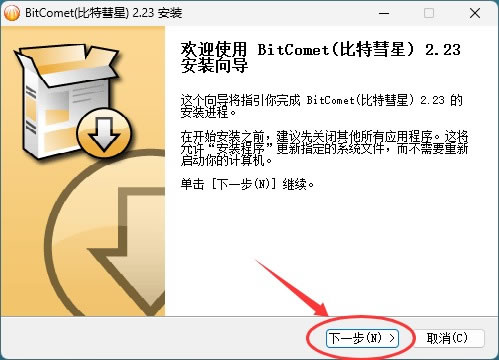 BitComet(比特彗星) 2.23 安装
欢迎使用 BitComet(比特彗星) 2.23
安装向导
这个向导将指引你完成 BitComet(比特彗星) 2.23 的
安装进程。
在开始安装之前，建议先关闭其他所有应用程序。这将
允许“安装程序”更新指定的系统文件，而不需要重新
启动你的计算机。
单击 [下一步(N)] 继续。
下一步(N) >
取消(C)